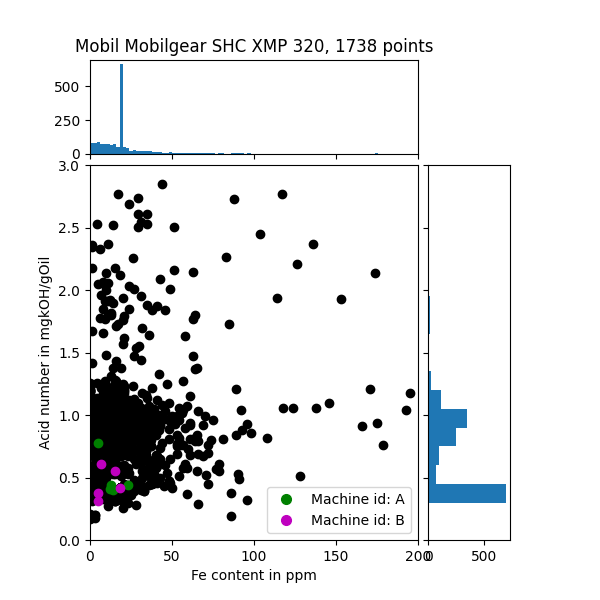 Mobil Mobilgear SHC XMP 320, 1738 points
500
250
0
3.0
2.5
2.0
1.5
1.0
0.5
0.0
Acid number in mgkOH/gOil
Machine id: A
Machine id: B
0 50 100 150 200
0 500
Fe content in ppm